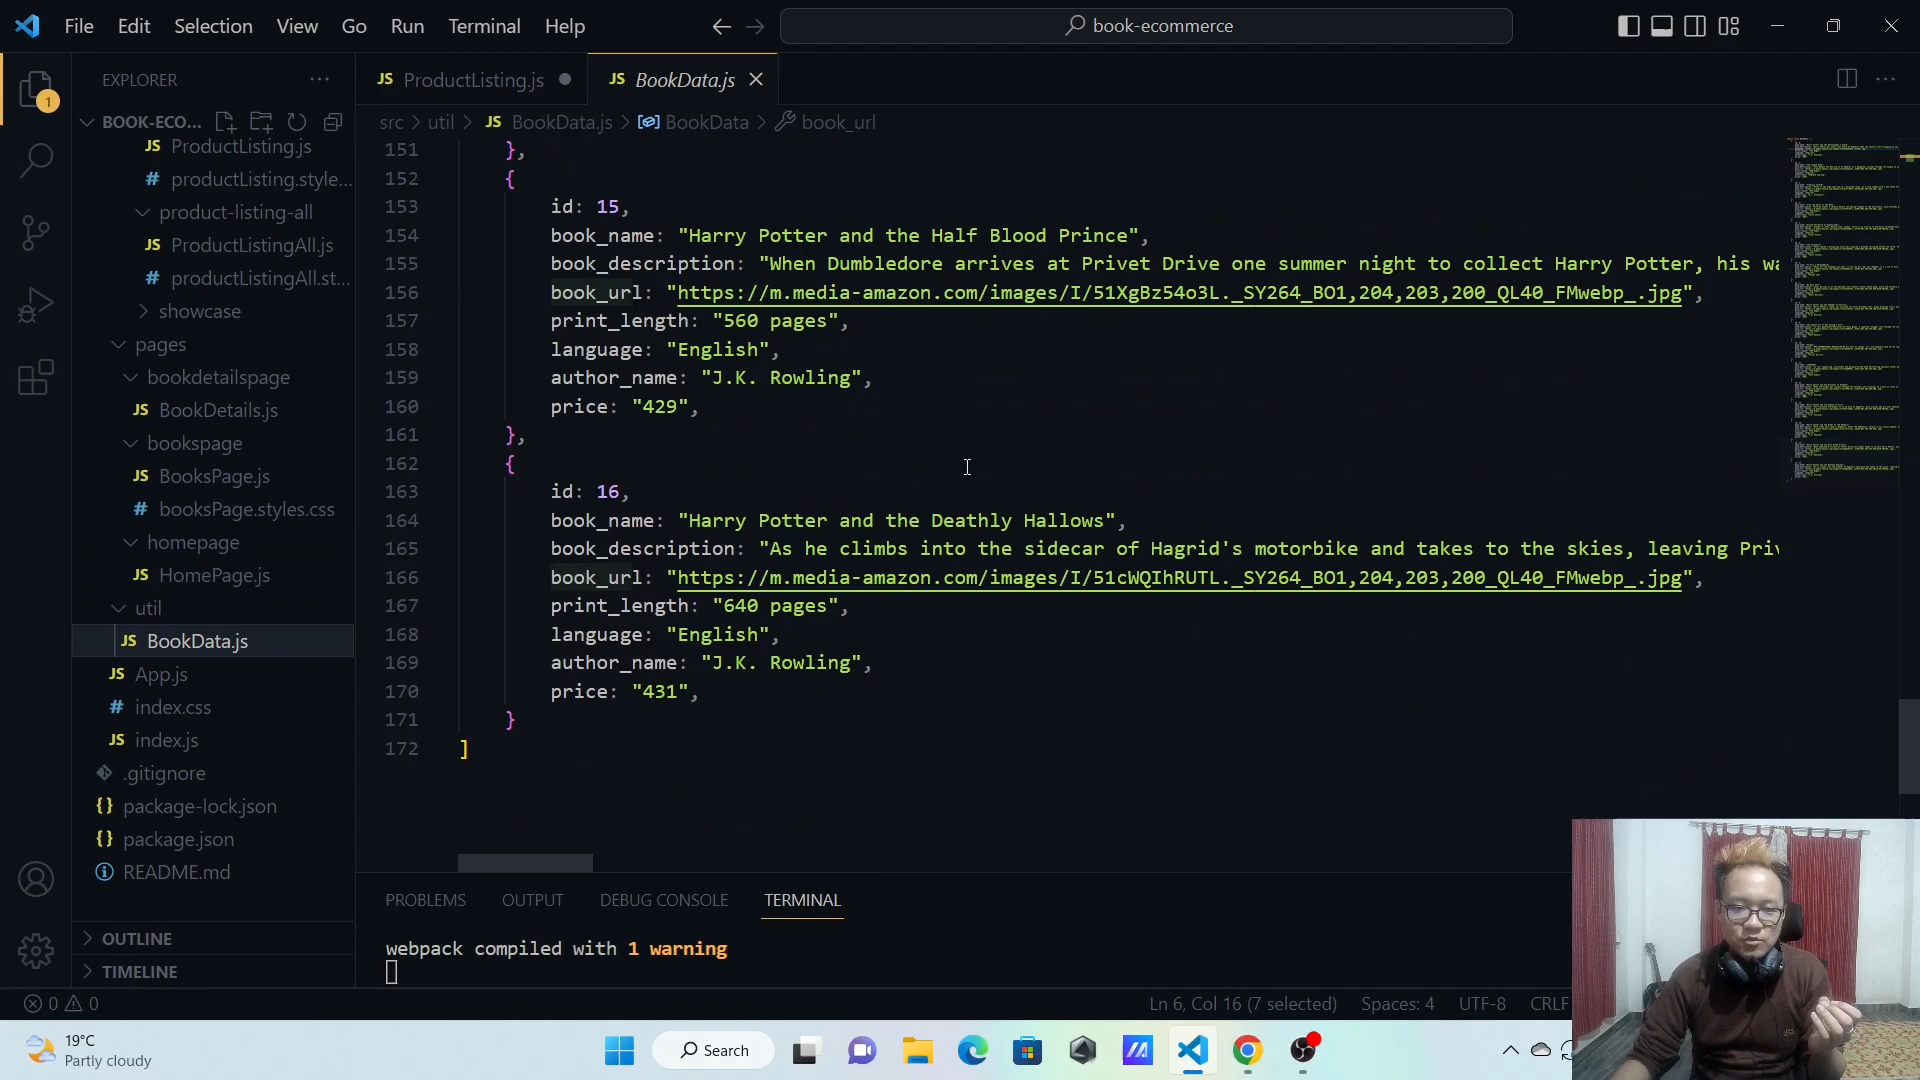 File Edit Selection View Go Run Terminal Help
book-ecommerce
EXPLORER
1
BOOK-ECO...
JS ProductListing.js
# productListing.style...
product-listing-all
JS ProductListingAll.js
# productListingAll.st...
showcase
pages
bookdetailspage
JS BookDetails.js
bookspage
JS BooksPage.js
# booksPage.styles.css
homepage
JS HomePage.js
util
JS BookData.js
JS App.js
# index.css
JS index.js
.gitignore
{} package-lock.json
{} package.json
README.md
OUTLINE
TIMELINE
JS ProductListing.js
JS BookData.js
src > util > JS BookData.js > BookData > book_url
151 },
152 {
153 id: 15,
154 book_name: "Harry Potter and the Half Blood Prince",
155 book_description: "When Dumbledore arrives at Privet Drive one summer night to collect Harry Potter, his wa
156 book_url: "https://m.media-amazon.com/images/I/51XgBz54o3L._SY264_BO1,204,203,200_QL40_FMwebp_.jpg",
157 print_length: "560 pages",
158 language: "English",
159 author_name: "J.K. Rowling",
160 price: "429",
161 },
162 {
163 id: 16,
164 book_name: "Harry Potter and the Deathly Hallows",
165 book_description: "As he climbs into the sidecar of Hagrid's motorbike and takes to the skies, leaving Priv
166 book_url: "https://m.media-amazon.com/images/I/51cWQIhRUTL._SY264_BO1,204,203,200_QL40_FMwebp_.jpg",
167 print_length: "640 pages",
168 language: "English",
169 author_name: "J.K. Rowling",
170 price: "431",
171 }
172 ]
PROBLEMS OUTPUT DEBUG CONSOLE TERMINAL
webpack compiled with 1 warning
0 0
Ln 6, Col 16 (7 selected) Spaces: 4 UTF-8 CRLF
19°C
Partly cloudy
Search